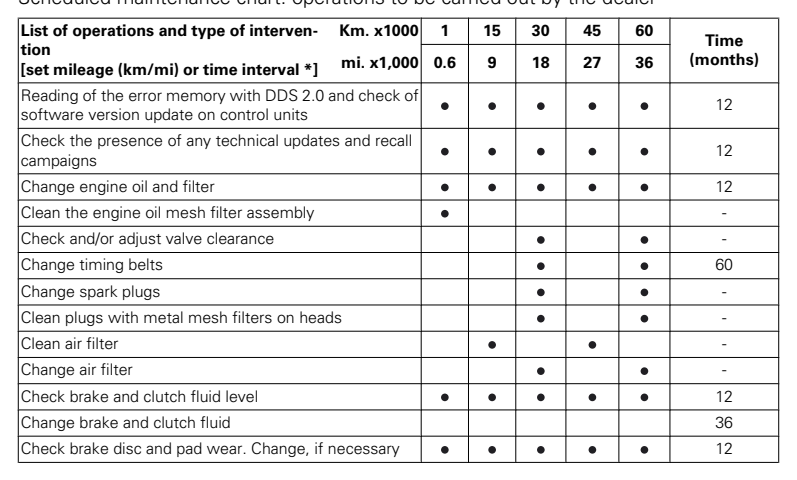 Scheduled maintenance chart: operations to be carried out by the dealer
List of operations and type of interven- Km. x1000 1 15 30 45 60 Time
tion
[set mileage (km/mi) or time interval *] mi. x1,000 0.6 9 18 27 36 (months)
Reading of the error memory with DDS 2.0 and check of
software version update on control units ● ● ● ● ● 12
Check the presence of any technical updates and recall
campaigns ● ● ● ● ● 12
Change engine oil and filter ● ● ● ● ● 12
Clean the engine oil mesh filter assembly ● -
Check and/or adjust valve clearance ● ● -
Change timing belts ● ● 60
Change spark plugs ● ● -
Clean plugs with metal mesh filters on heads ● ● -
Clean air filter ● ● -
Change air filter ● ● -
Check brake and clutch fluid level ● ● ● ● ● 12
Change brake and clutch fluid 36
Check brake disc and pad wear. Change, if necessary ● ● ● ● ● 12